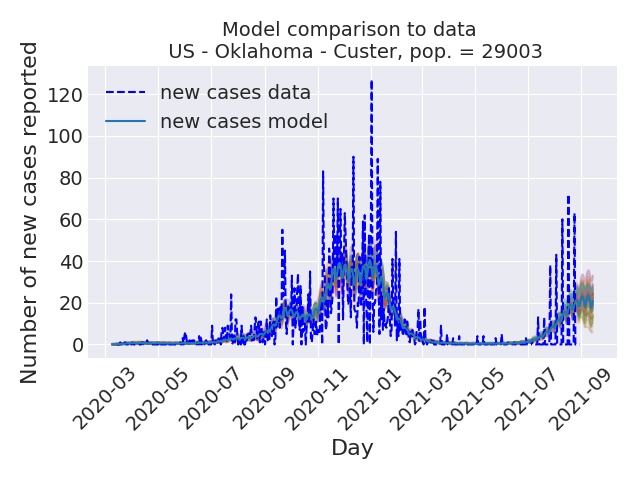 Model comparison to data
US - Oklahoma - Custer, pop. = 29003
Number of new cases reported
120
100
80
60
40
20
0
new cases data
new cases model
2020-03
2020-05
2020-07
2020-09
2020-11
2021-01
2021-03
2021-05
2021-07
2021-09
Day